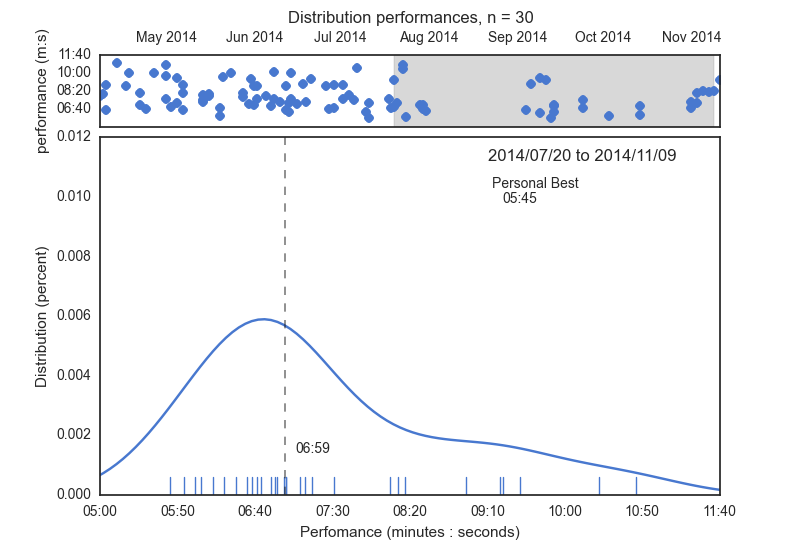 Distribution performances, n = 30
May 2014 Jun 2014 Jul 2014 Aug 2014 Sep 2014 Oct 2014 Nov 2014
performance (m:s)
11:40
10:00
08:20
06:40
Distribution (percent)
0.012
0.010
0.008
0.006
0.004
0.002
0.000
2014/07/20 to 2014/11/09
Personal Best
05:45
06:59
05:00 05:50 06:40 07:30 08:20 09:10 10:00 10:50 11:40
Perfomance (minutes : seconds)